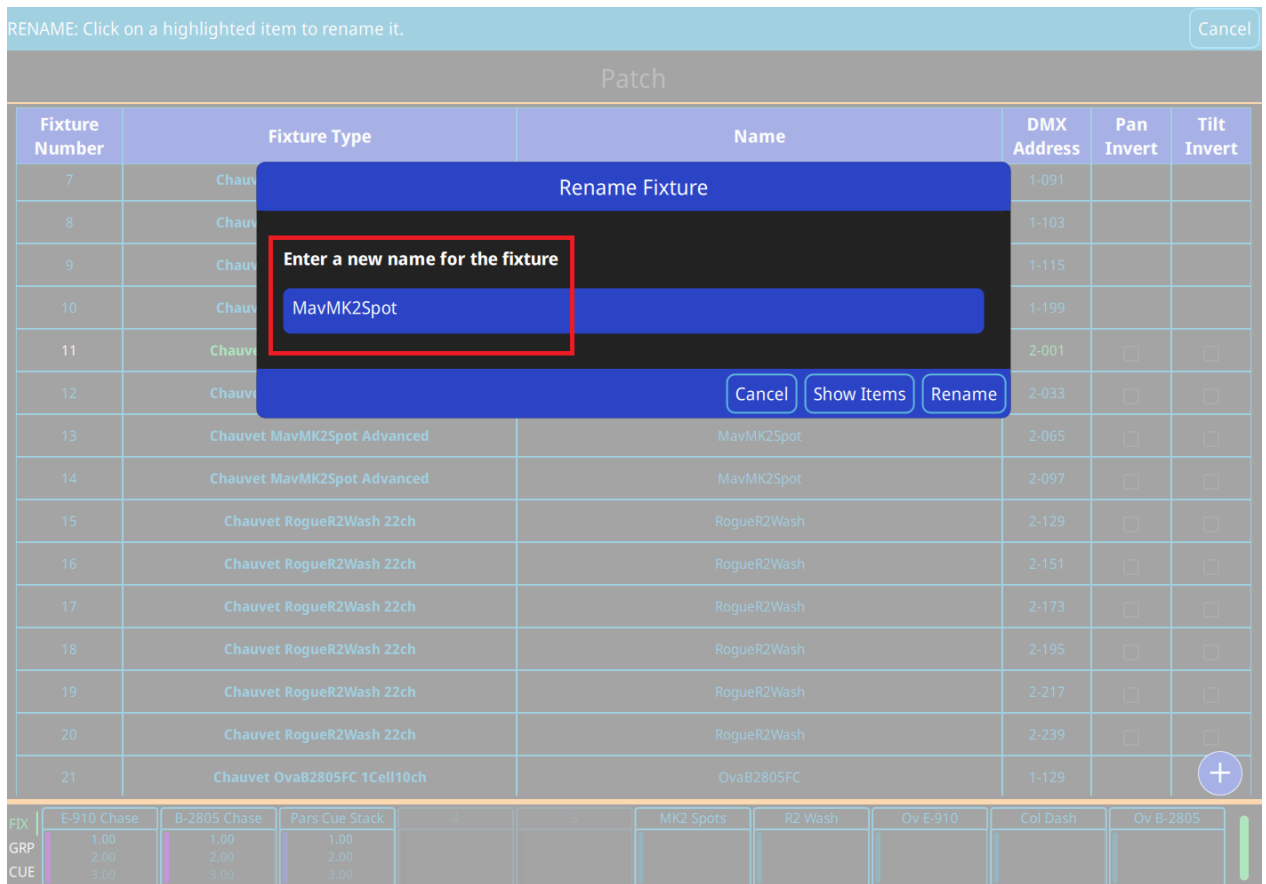 RENAME: Click on a highlighted item to rename it. Cancel
Patch
Fixture Number Fixture Type Name DMX Address Pan Invert Tilt Invert
Rename Fixture
Enter a new name for the fixture
MavMK2Spot
Cancel Show Items Rename
7 Chauv 1-091
8 Chauv 1-103
9 Chauv 1-115
10 Chauv 1-199
11 Chauve 2-001
12 Chauve 2-033
13 Chauvet MavMK2Spot Advanced MavMK2Spot 2-065
14 Chauvet MavMK2Spot Advanced MavMK2Spot 2-097
15 Chauvet RogueR2Wash 22ch RogueR2Wash 2-129
16 Chauvet RogueR2Wash 22ch RogueR2Wash 2-151
17 Chauvet RogueR2Wash 22ch RogueR2Wash 2-173
18 Chauvet RogueR2Wash 22ch RogueR2Wash 2-195
19 Chauvet RogueR2Wash 22ch RogueR2Wash 2-217
20 Chauvet RogueR2Wash 22ch RogueR2Wash 2-239
21 Chauvet OvaB2805FC 1Cell10ch OvaB2805FC 1-129
FIX E-910 Chase B-2805 Chase Pars Cue Stack 4 5 MK2 Spots R2 Wash Ov E-910 Col Dash Ov B-2805
GRP 1.00 1.00 1.00
2.00 2.00 2.00
CUE 3.00 3.00 3.00